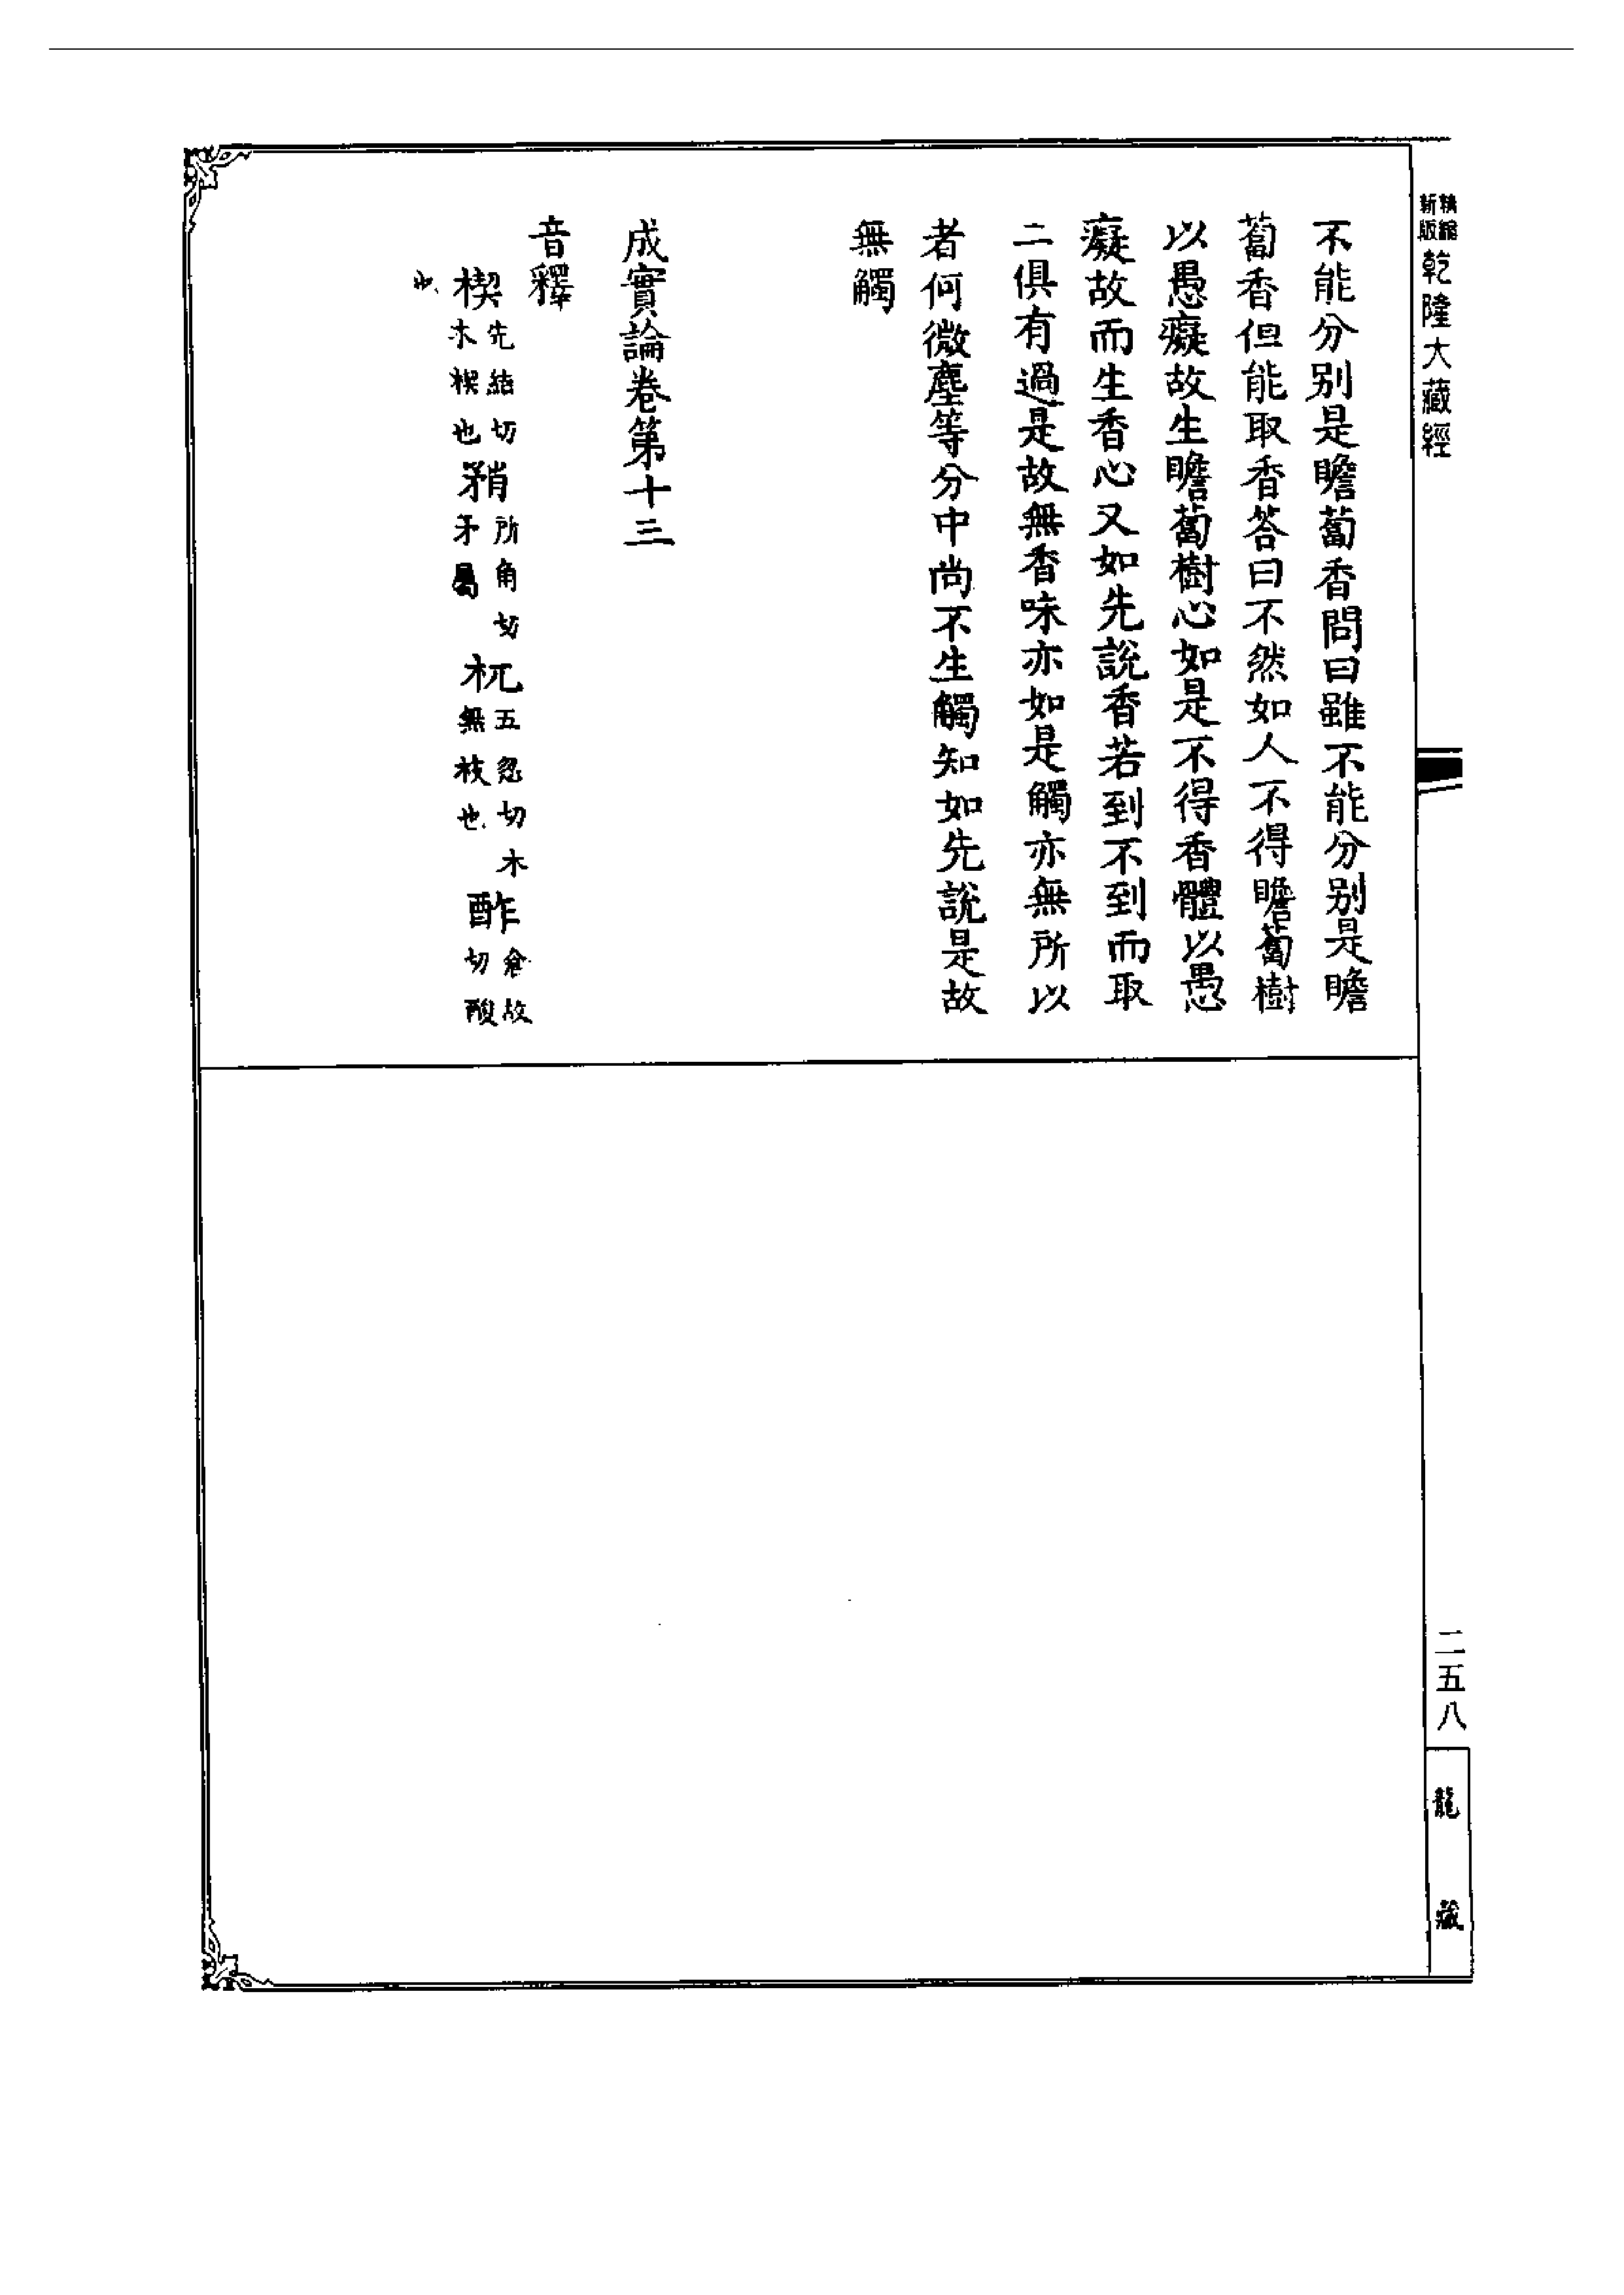 精縮新版乾隆大藏經
不能分别是瞻蔔香問曰雖不能分别是瞻
蔔香但能取香荅曰不然如人不得瞻蔔樹
以愚癡故生瞻蔔樹心如是不得香體以愚
癡故而生香心又如先説香若到不到而取
二俱有過是故無香味亦如是觸亦無所以
者何微塵等分中尚不生觸知如先説是故
無觸
成實論卷第十三
音釋
楔先結切木楔也矟所角切矛屬杌五忽切木無枝也酢倉故切酸
也
二五八
龍藏